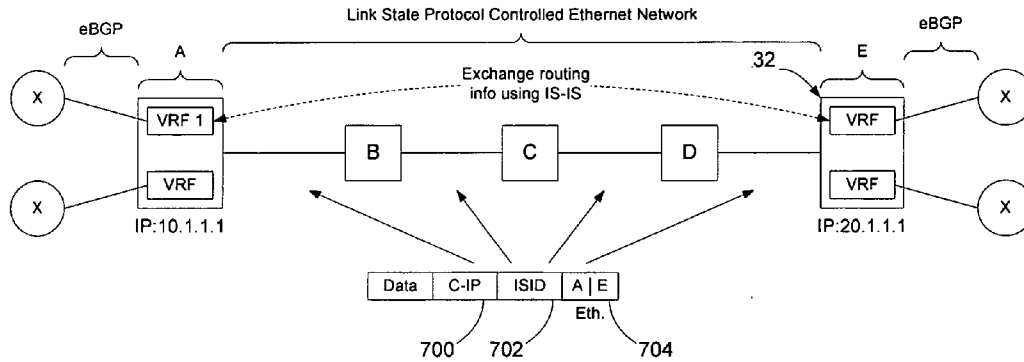 Link State Protocol Controlled Ethernet Network
eBGP
A
32
E
eBGP
Exchange routing
info using IS-IS
X
VRF 1
VRF
X
B
C
D
X
VRF
VRF
X
IP:10.1.1.1
IP:20.1.1.1
Data
C-IP
ISID
A | E
Eth.
700
702
704